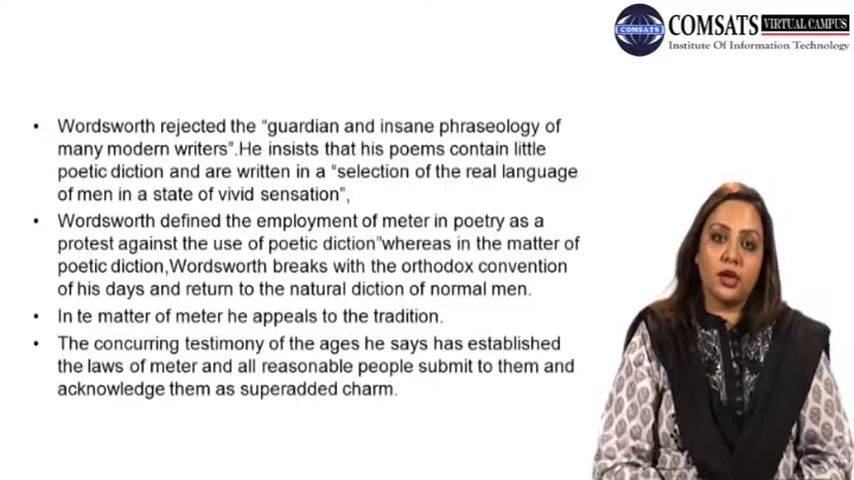 COMSATS VIRTUAL CAMPUS
COMSATS
Institute Of Information Technology
• Wordsworth rejected the “guardian and insane phraseology of
many modern writers”.He insists that his poems contain little
poetic diction and are written in a “selection of the real language
of men in a state of vivid sensation”,
• Wordsworth defined the employment of meter in poetry as a
protest against the use of poetic diction”whereas in the matter of
poetic diction,Wordsworth breaks with the orthodox convention
of his days and return to the natural diction of normal men.
• In te matter of meter he appeals to the tradition.
• The concurring testimony of the ages he says has established
the laws of meter and all reasonable people submit to them and
acknowledge them as superadded charm.